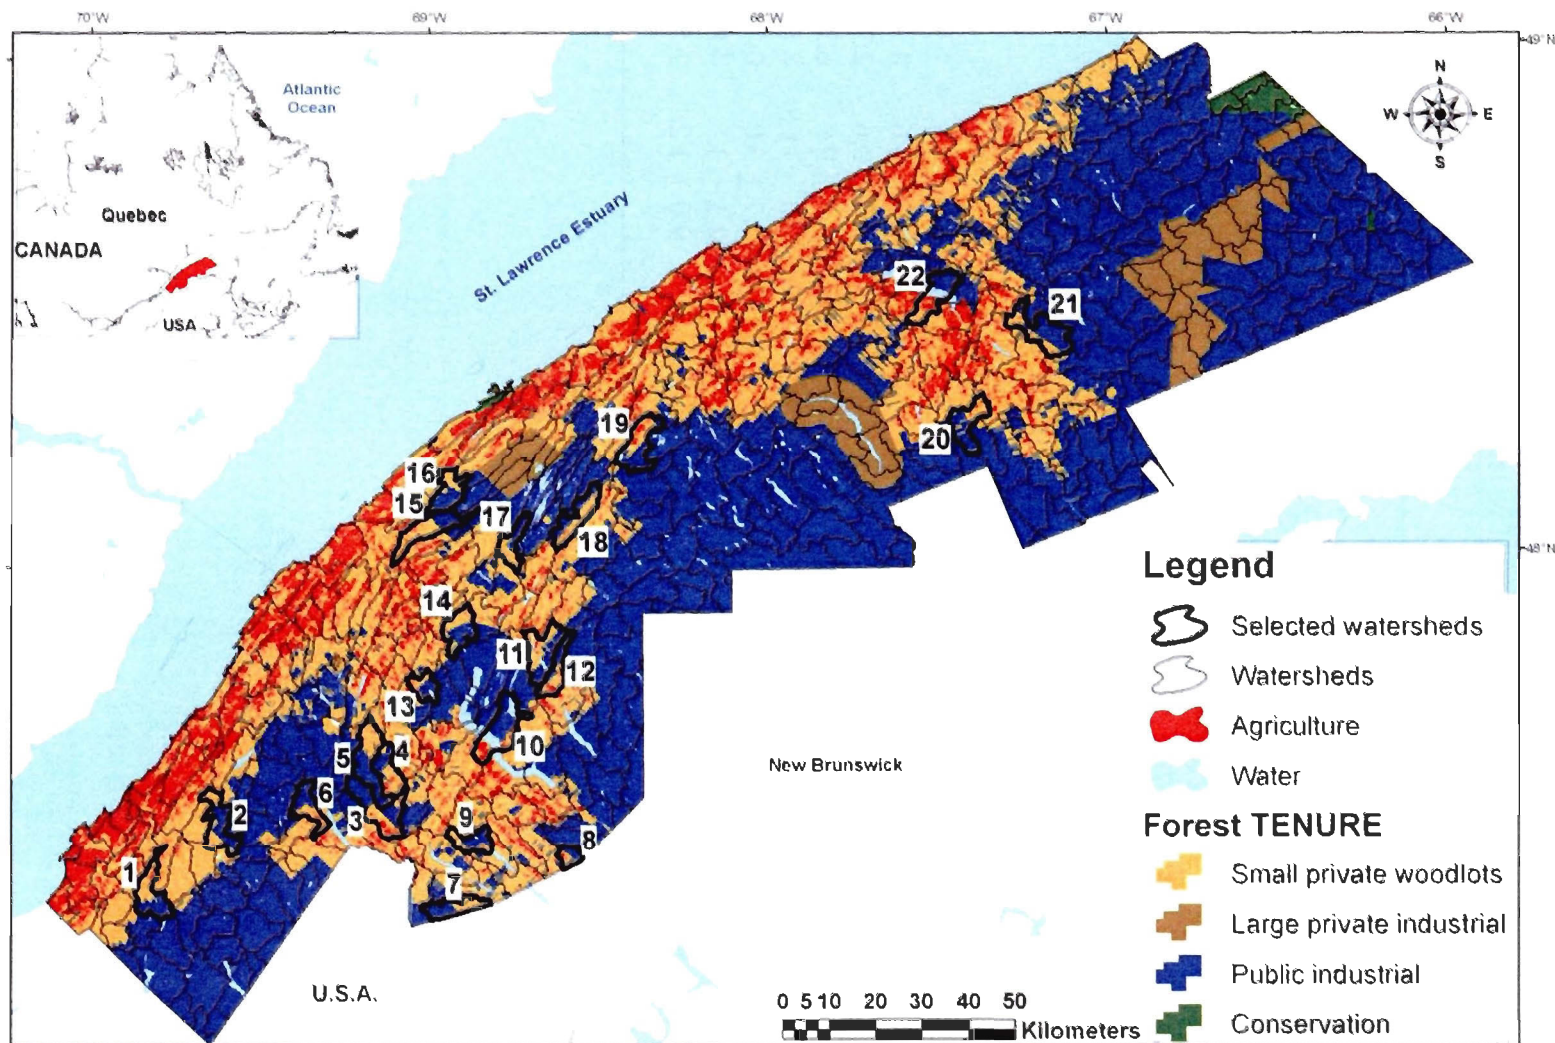 70°W
69°W
68°W
67°W
66°W
49°N
Atlantic
Ocean
Quebec
CANADA
USA
St. Lawrence Estuary
N
W
E
S
22
21
20
19
16
15
17
18
14
11
12
13
10
5
4
6
3
2
9
8
1
7
48°N
New Brunswick
U.S.A.
Legend
Selected watersheds
Watersheds
Agriculture
Water
Forest TENURE
Small private woodlots
Large private industrial
Public industrial
Conservation
0 5 10 20 30 40 50
Kilometers